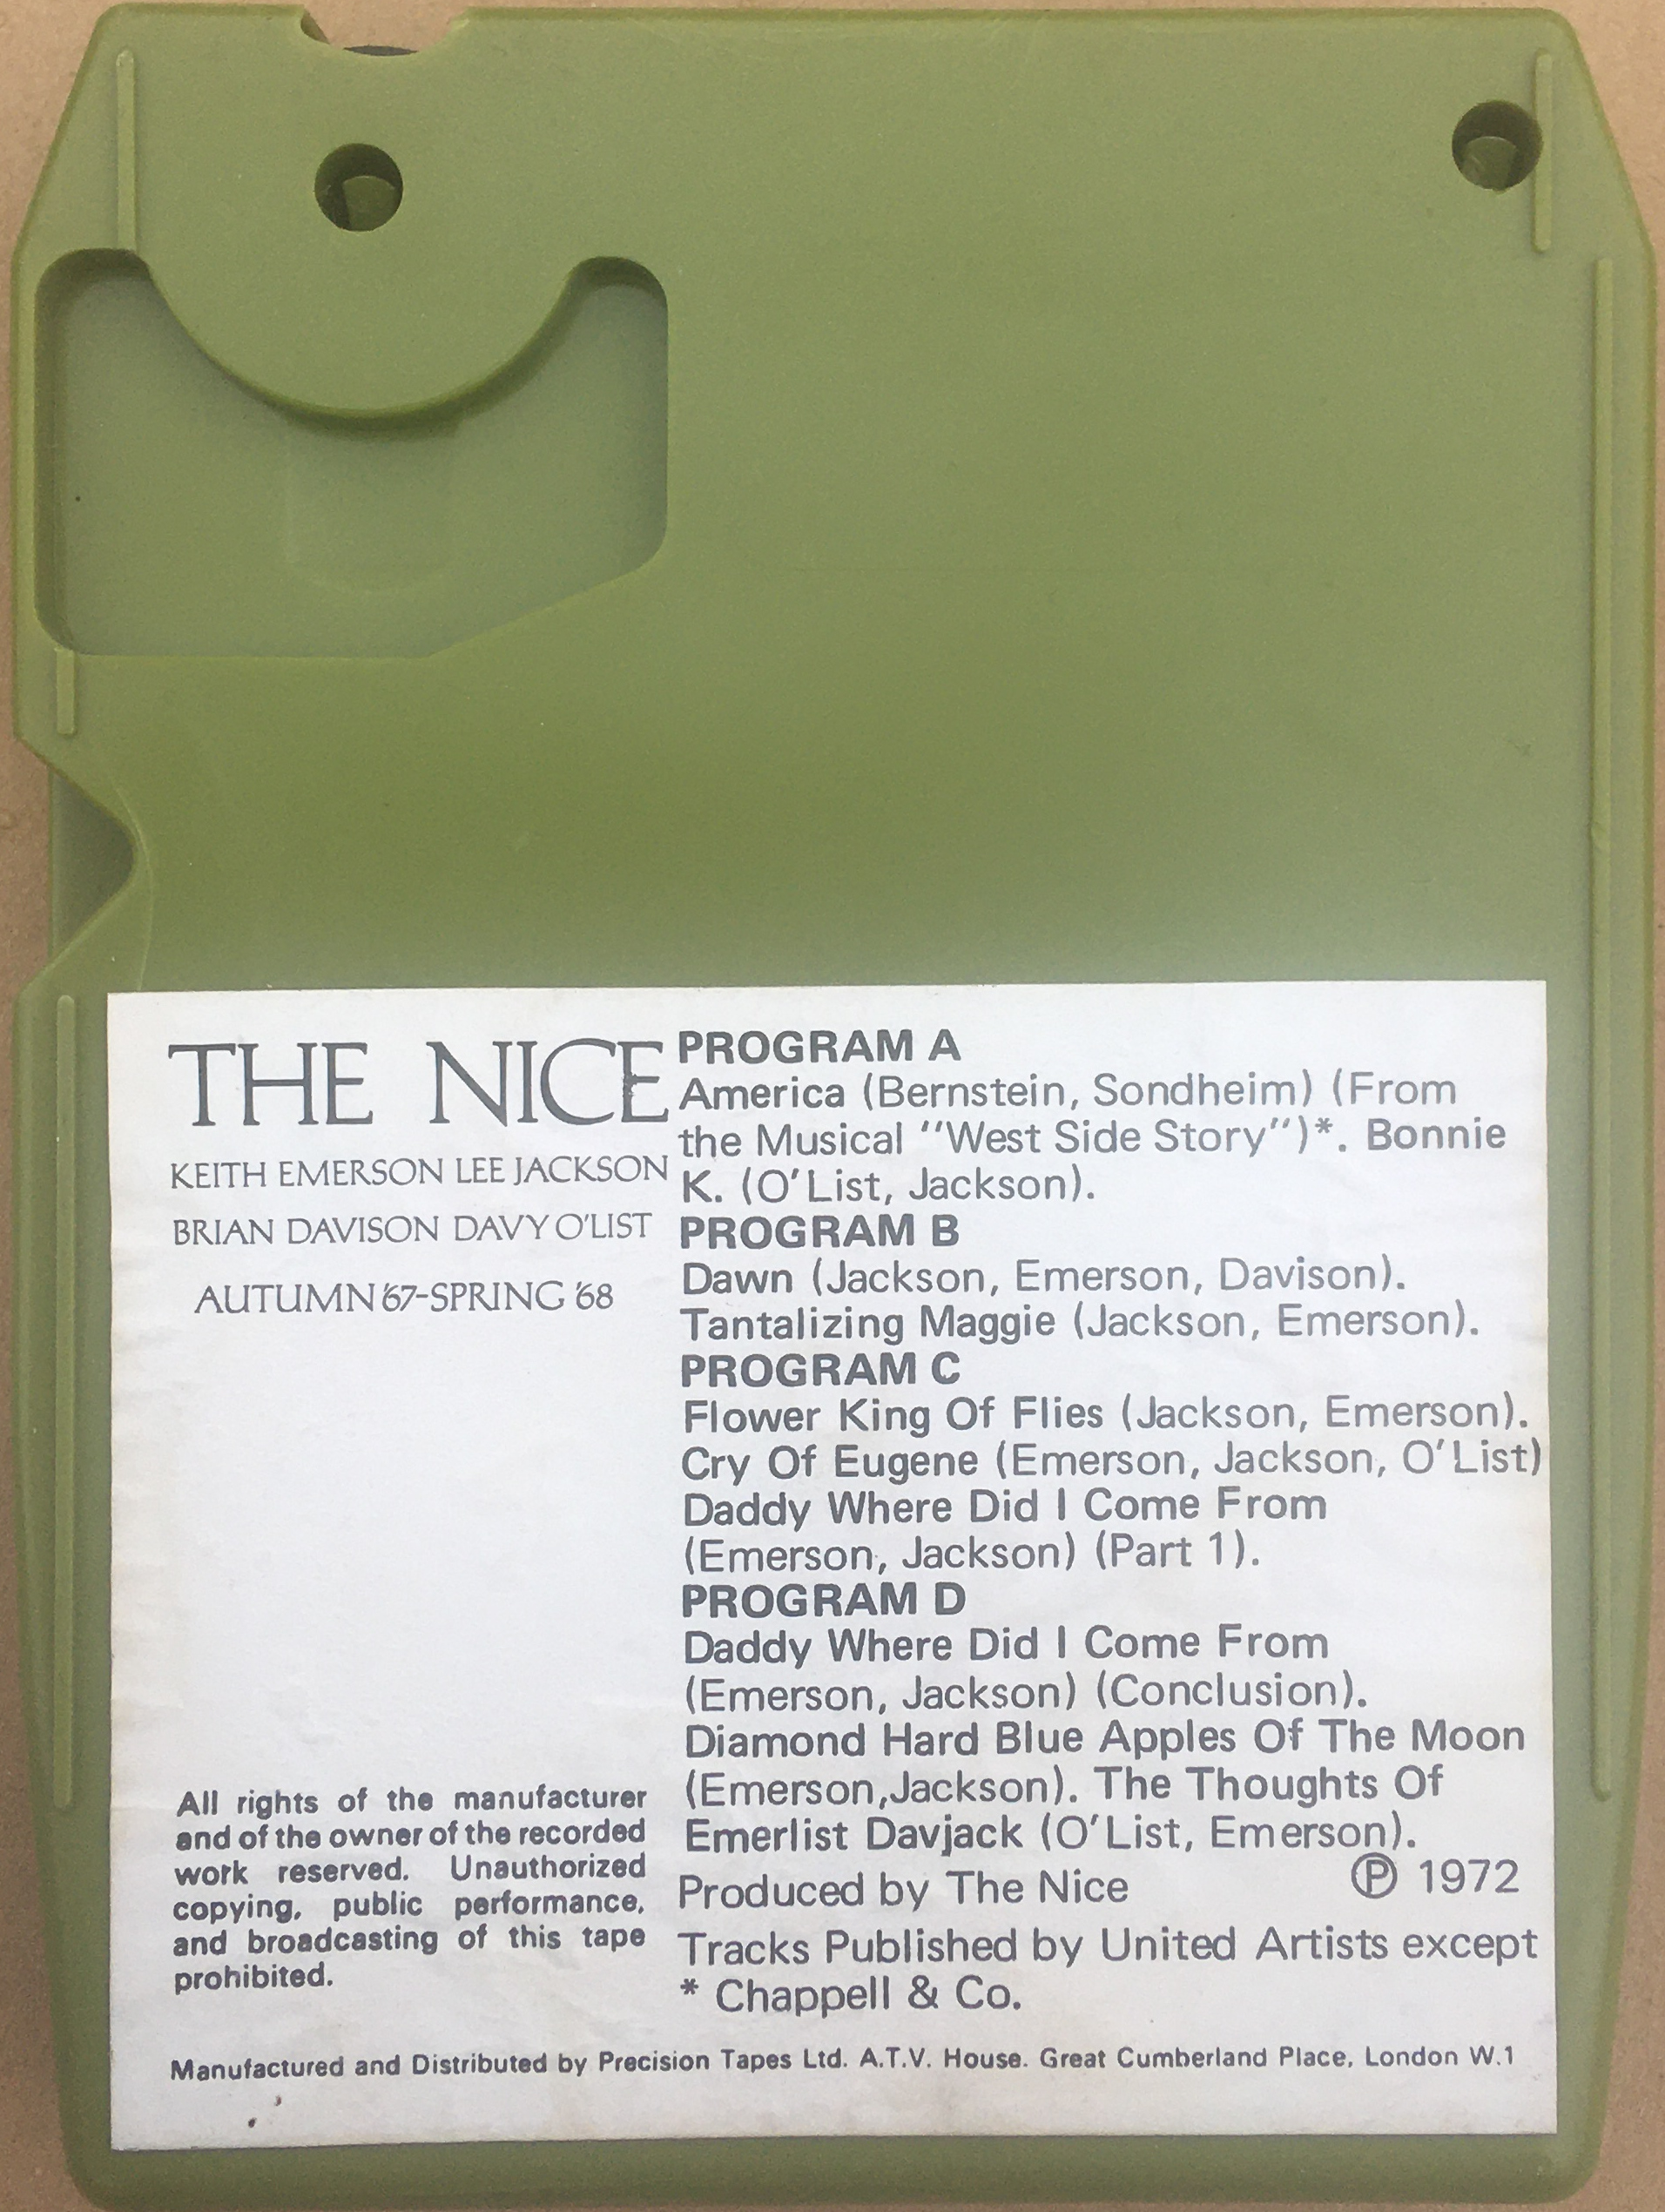 THE NICE
KEITH EMERSON LEE JACKSON
BRIAN DAVISON DAVY O'LIST
AUTUMN '67-SPRING '68
All rights of the manufacturer
and of the owner of the recorded
work reserved. Unauthorized
copying, public performance,
and broadcasting of this tape
prohibited.
PROGRAM A
America (Bernstein, Sondheim) (From
the Musical "West Side Story")*. Bonnie
K. (O'List, Jackson).
PROGRAM B
Dawn (Jackson, Emerson, Davison).
Tantalizing Maggie (Jackson, Emerson).
PROGRAM C
Flower King Of Flies (Jackson, Emerson).
Cry Of Eugene (Emerson, Jackson, O'List)
Daddy Where Did I Come From
(Emerson, Jackson) (Part 1).
PROGRAM D
Daddy Where Did I Come From
(Emerson, Jackson) (Conclusion).
Diamond Hard Blue Apples Of The Moon
(Emerson,Jackson). The Thoughts Of
Emerlist Davjack (O'List, Emerson).
Produced by The Nice ℗ 1972
Tracks Published by United Artists except
* Chappell & Co.
Manufactured and Distributed by Precision Tapes Ltd. A.T.V. House. Great Cumberland Place, London W.1